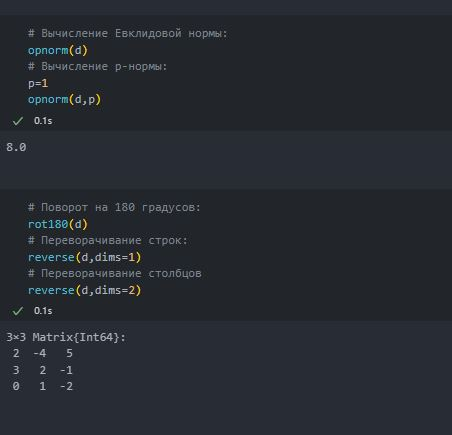 # Вычисление Евклидовой нормы:
opnorm(d)
# Вычисление p-нормы:
p=1
opnorm(d,p)
✓ 0.1s
8.0
# Поворот на 180 градусов:
rot180(d)
# Переворачивание строк:
reverse(d,dims=1)
# Переворачивание столбцов
reverse(d,dims=2)
✓ 0.1s
3×3 Matrix{Int64}:
2 -4 5
3 2 -1
0 1 -2